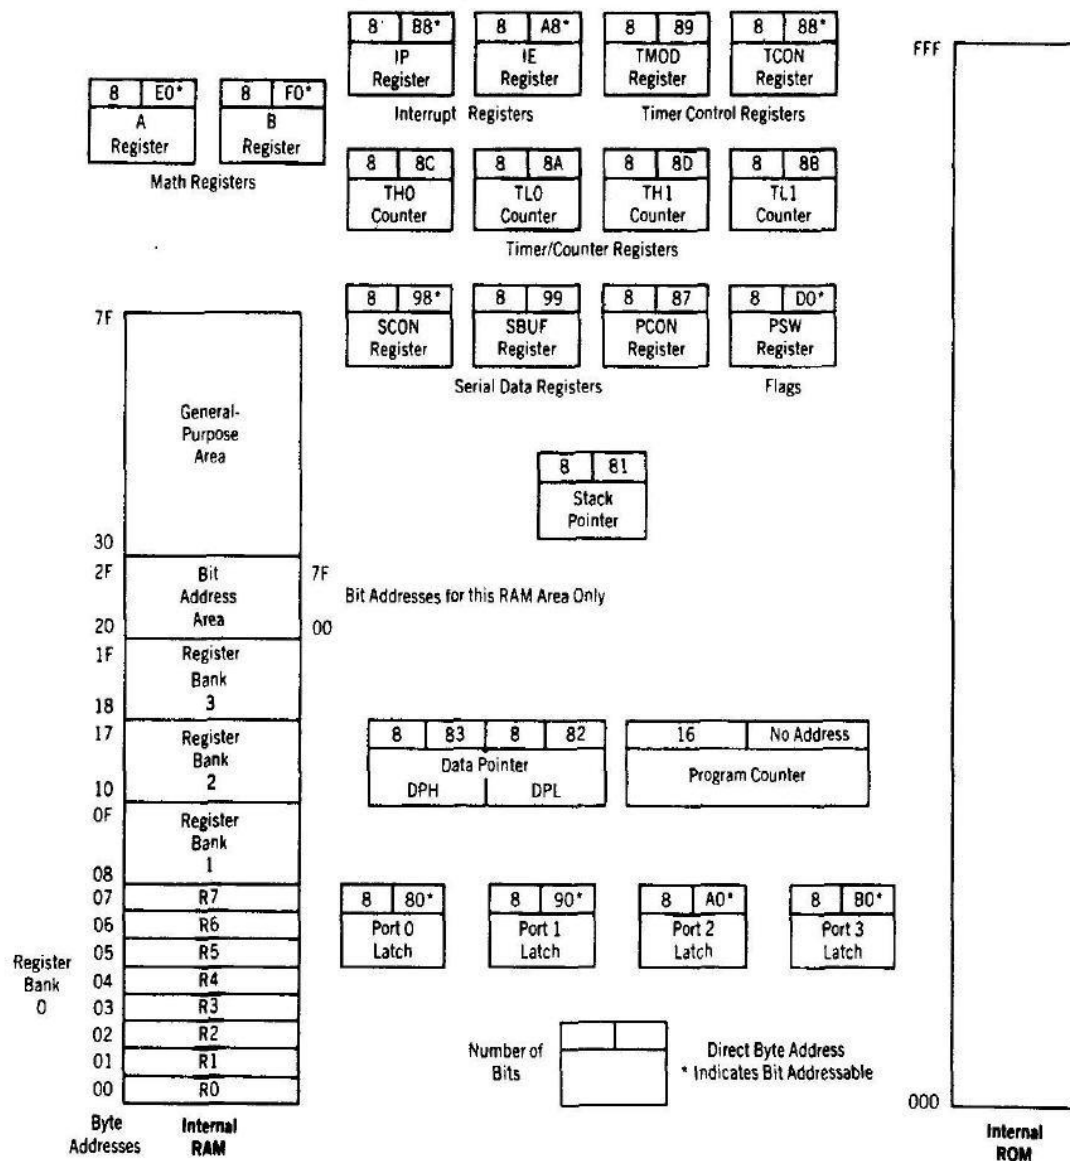 8 B8*
IP
Register
8 A8*
IE
Register
Interrupt Registers
8 89
TMOD
Register
8 88*
TCON
Register
Timer Control Registers
FFF
8 E0*
A
Register
8 F0*
B
Register
Math Registers
8 8C
TH0
Counter
8 8A
TL0
Counter
8 8D
TH1
Counter
8 8B
TL1
Counter
Timer/Counter Registers
8 98*
SCON
Register
8 99
SBUF
Register
8 87
PCON
Register
Serial Data Registers
8 D0*
PSW
Register
Flags
7F
General-
Purpose
Area
30
8 81
Stack
Pointer
2F
Bit
Address
Area
20
7F
00
Bit Addresses for this RAM Area Only
1F
Register
Bank
3
18
17
Register
Bank
2
10
8 83 8 82
Data Pointer
DPH DPL
16 No Address
Program Counter
0F
Register
Bank
1
08
07 R7
06 R6
05 R5
04 R4
03 R3
02 R2
01 R1
00 R0
Register
Bank
0
Byte
Addresses
Internal
RAM
8 80*
Port 0
Latch
8 90*
Port 1
Latch
8 A0*
Port 2
Latch
8 B0*
Port 3
Latch
Number of
Bits
Direct Byte Address
* Indicates Bit Addressable
000
Internal
ROM